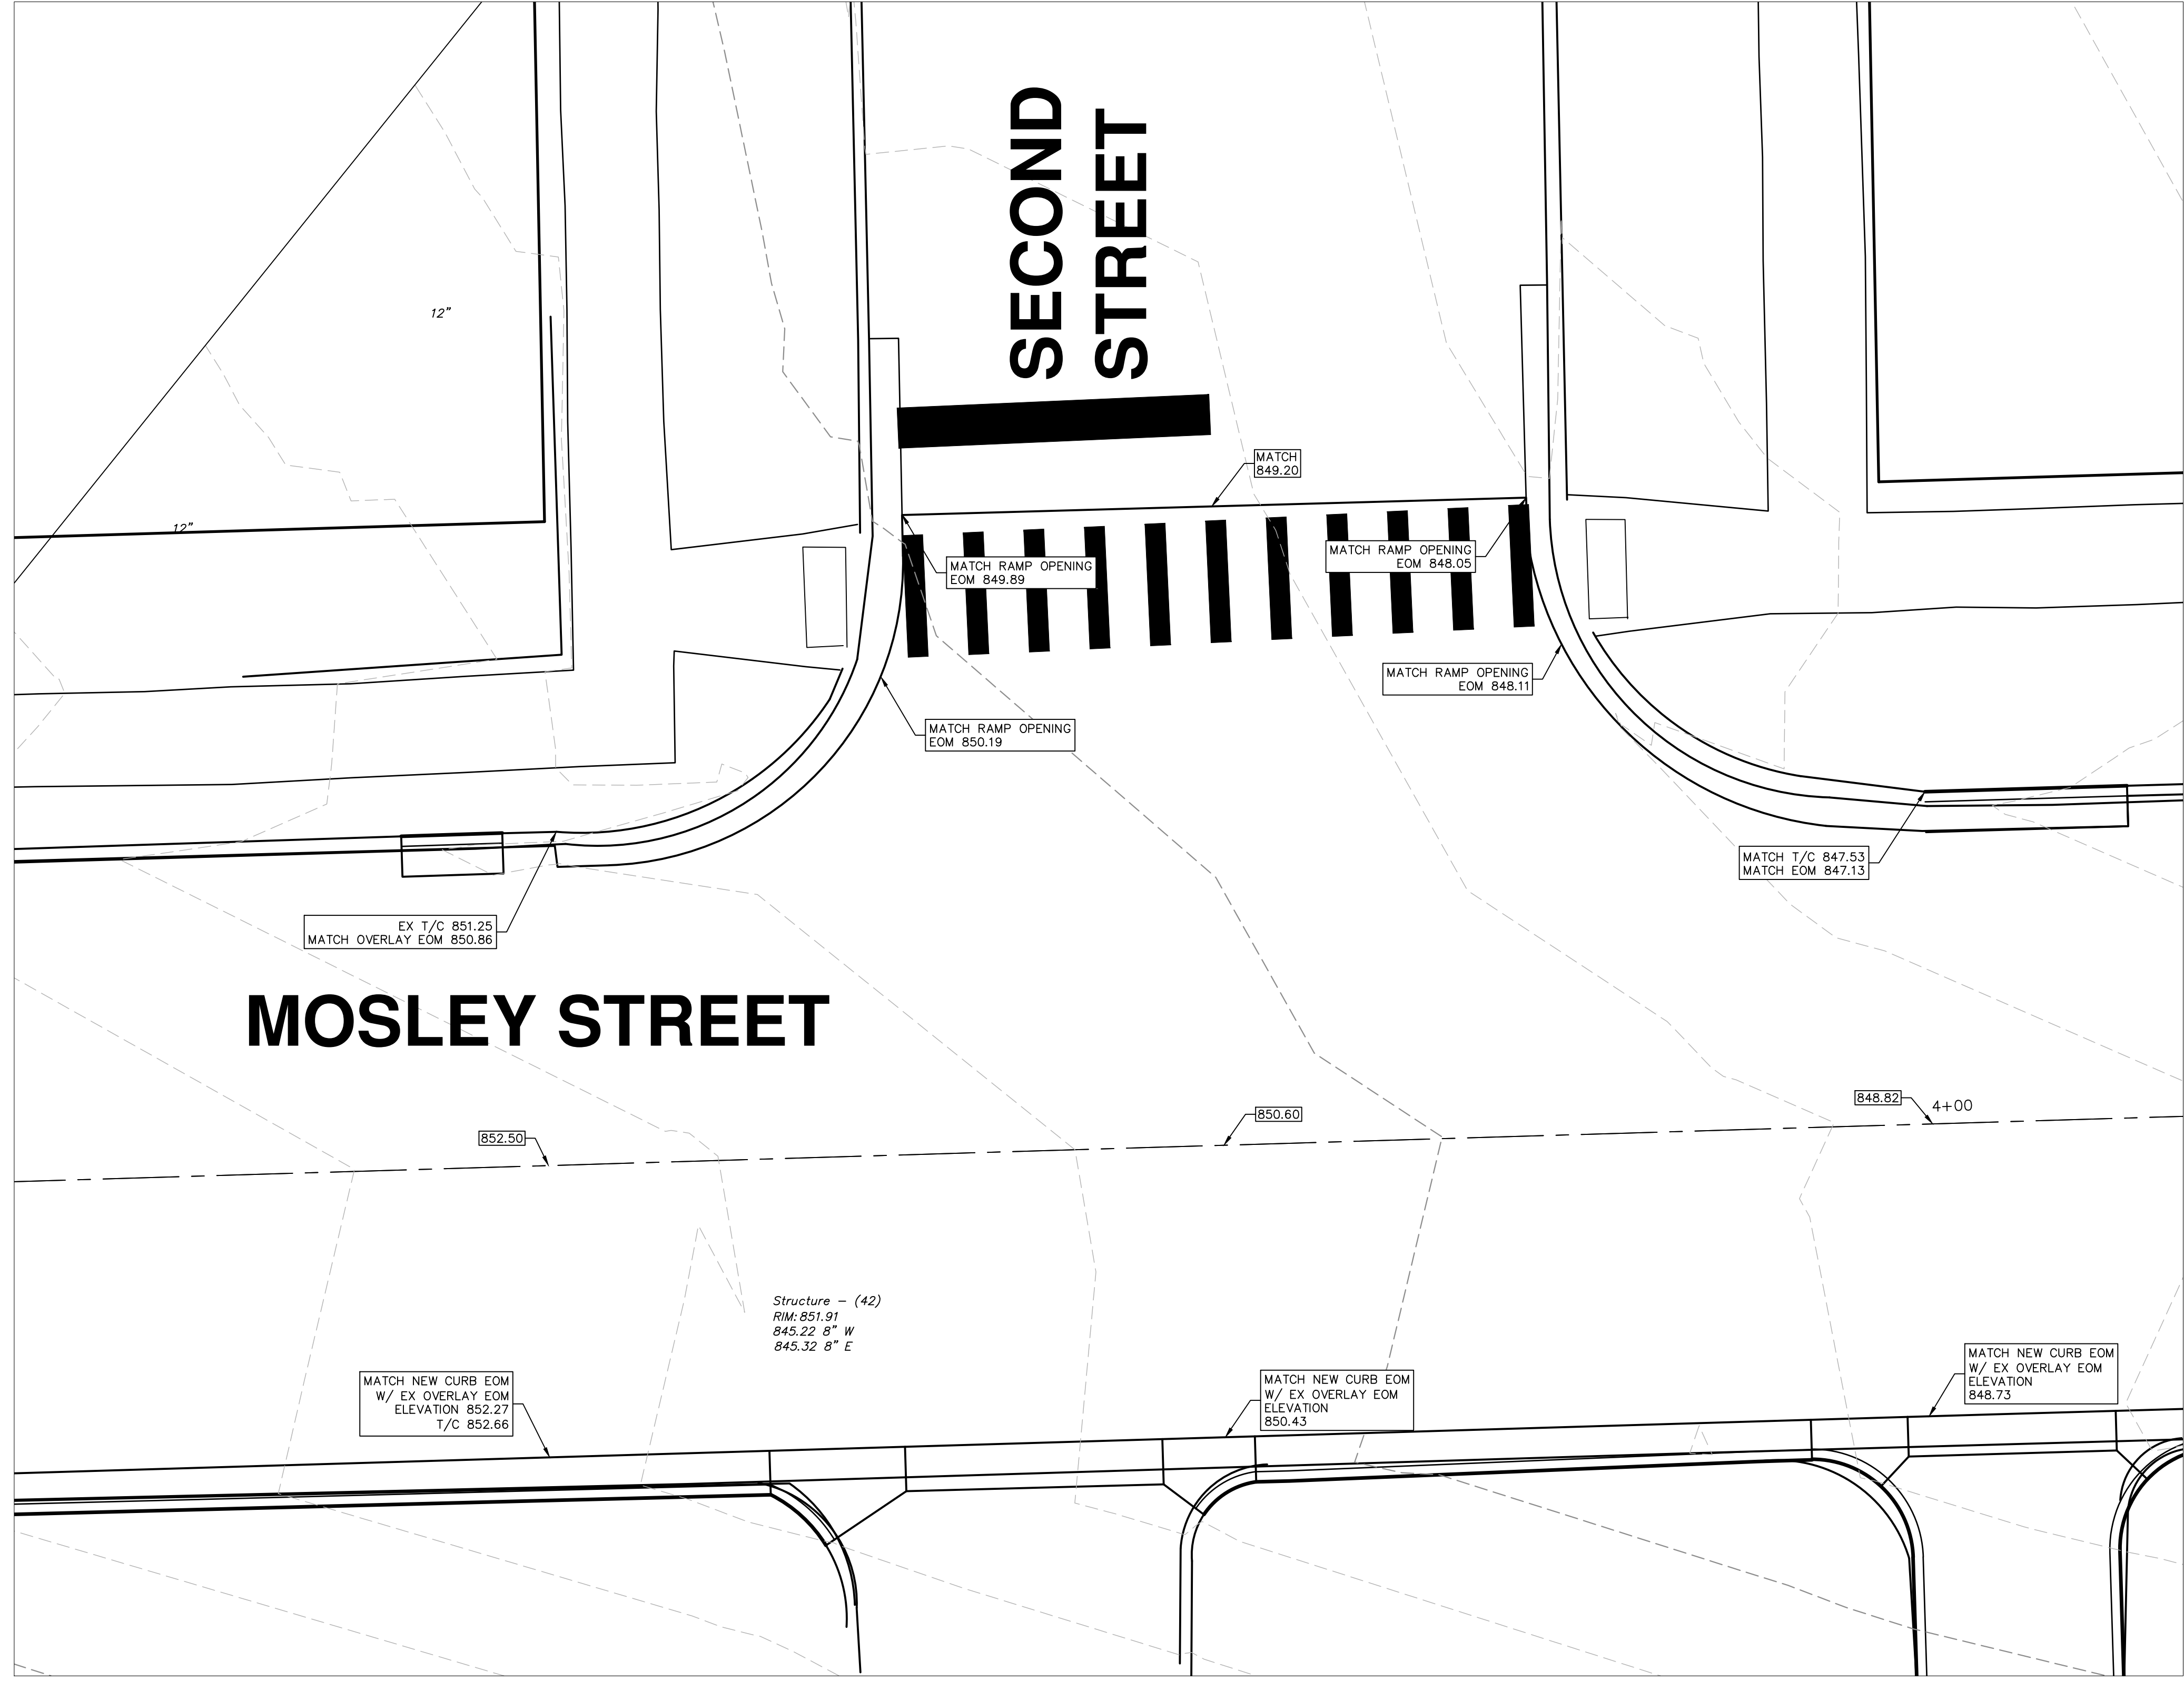 SECOND
STREET
12"
12"
MATCH
849.20
MATCH RAMP OPENING
EOM 849.89
MATCH RAMP OPENING
EOM 848.05
MATCH RAMP OPENING
EOM 848.11
MATCH RAMP OPENING
EOM 850.19
MATCH T/C 847.53
MATCH EOM 847.13
EX T/C 851.25
MATCH OVERLAY EOM 850.86
MOSLEY STREET
852.50
850.60
848.82
4+00
Structure – (42)
RIM: 851.91
845.22 8" W
845.32 8" E
MATCH NEW CURB EOM
W/ EX OVERLAY EOM
ELEVATION 852.27
T/C 852.66
MATCH NEW CURB EOM
W/ EX OVERLAY EOM
ELEVATION
850.43
MATCH NEW CURB EOM
W/ EX OVERLAY EOM
ELEVATION
848.73